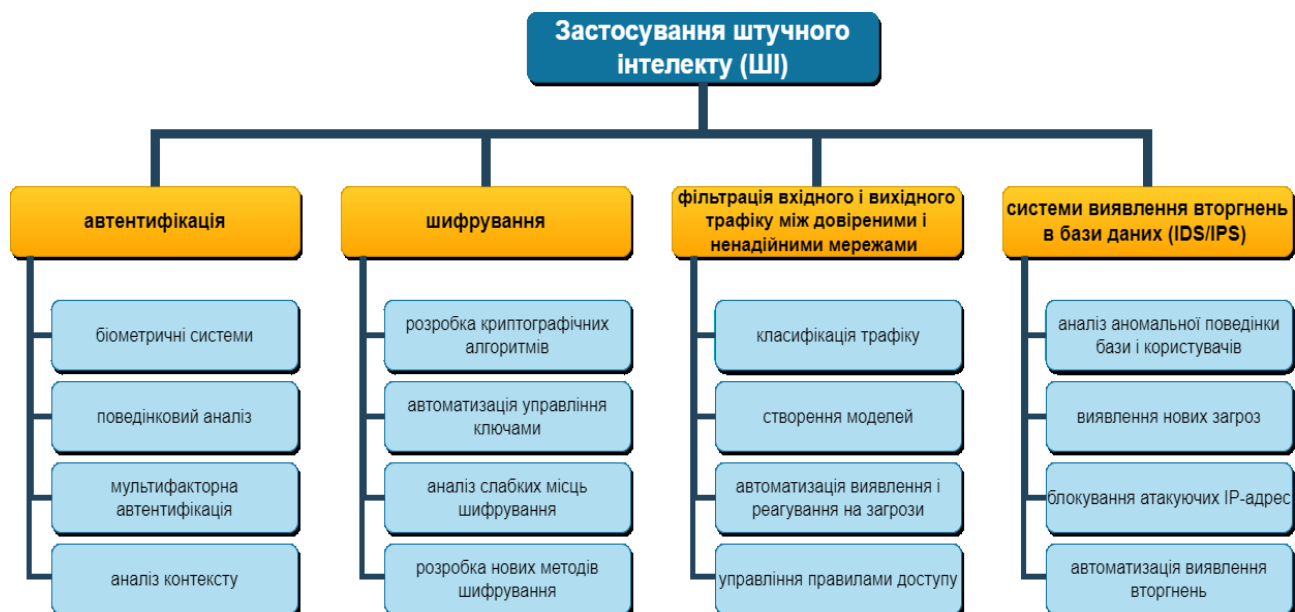 Застосування штучного
інтелекту (ШІ)
автентифікація
біометричні системи
поведінковий аналіз
мультифакторна
автентифікація
аналіз контексту
шифрування
розробка криптографічних
алгоритмів
автоматизація управління
ключами
аналіз слабких місць
шифрування
розробка нових методів
шифрування
фільтрація вхідного і вихідного
трафіку між довіреними і
ненадійними мережами
класифікація трафіку
створення моделей
автоматизація виявлення і
реагування на загрози
управління правилами доступу
системи виявлення вторгнень
в бази даних (IDS/IPS)
аналіз аномальної поведінки
бази і користувачів
виявлення нових загроз
блокування атакуючих IP-адрес
автоматизація виявлення
вторгнень